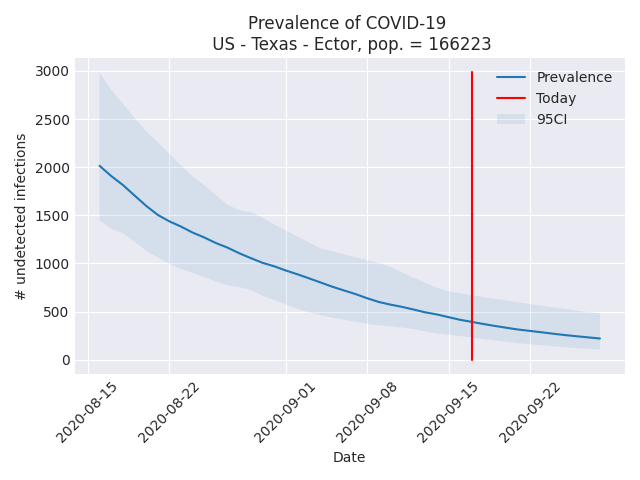 Prevalence of COVID-19
US - Texas - Ector, pop. = 166223
Prevalence
Today
95CI
3000
2500
2000
1500
1000
500
0
# undetected infections
2020-08-15
2020-08-22
2020-09-01
2020-09-08
2020-09-15
2020-09-22
Date